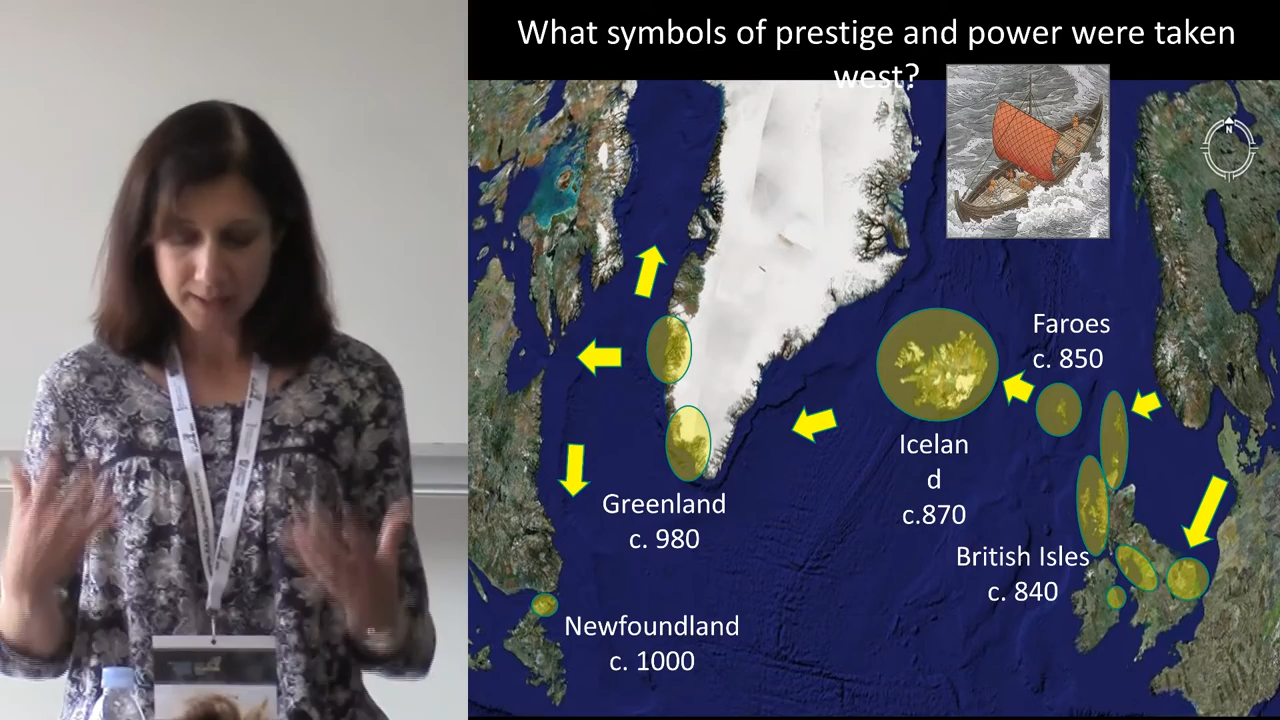 What symbols of prestige and power were taken
west?
N
Faroes
c. 850
Icelan
d
c.870
Greenland
c. 980
British Isles
c. 840
Newfoundland
c. 1000